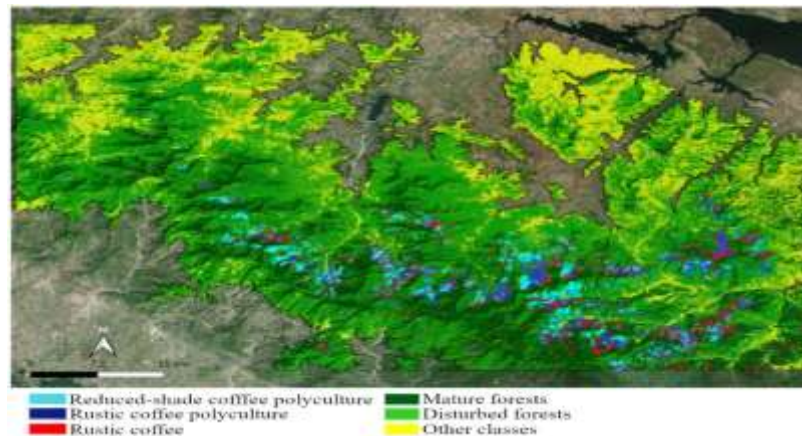 Reduced-shade cofffee polyculture
Rustic coffee polyculture
Rustic coffee
Mature forests
Disturbed forests
Other classes